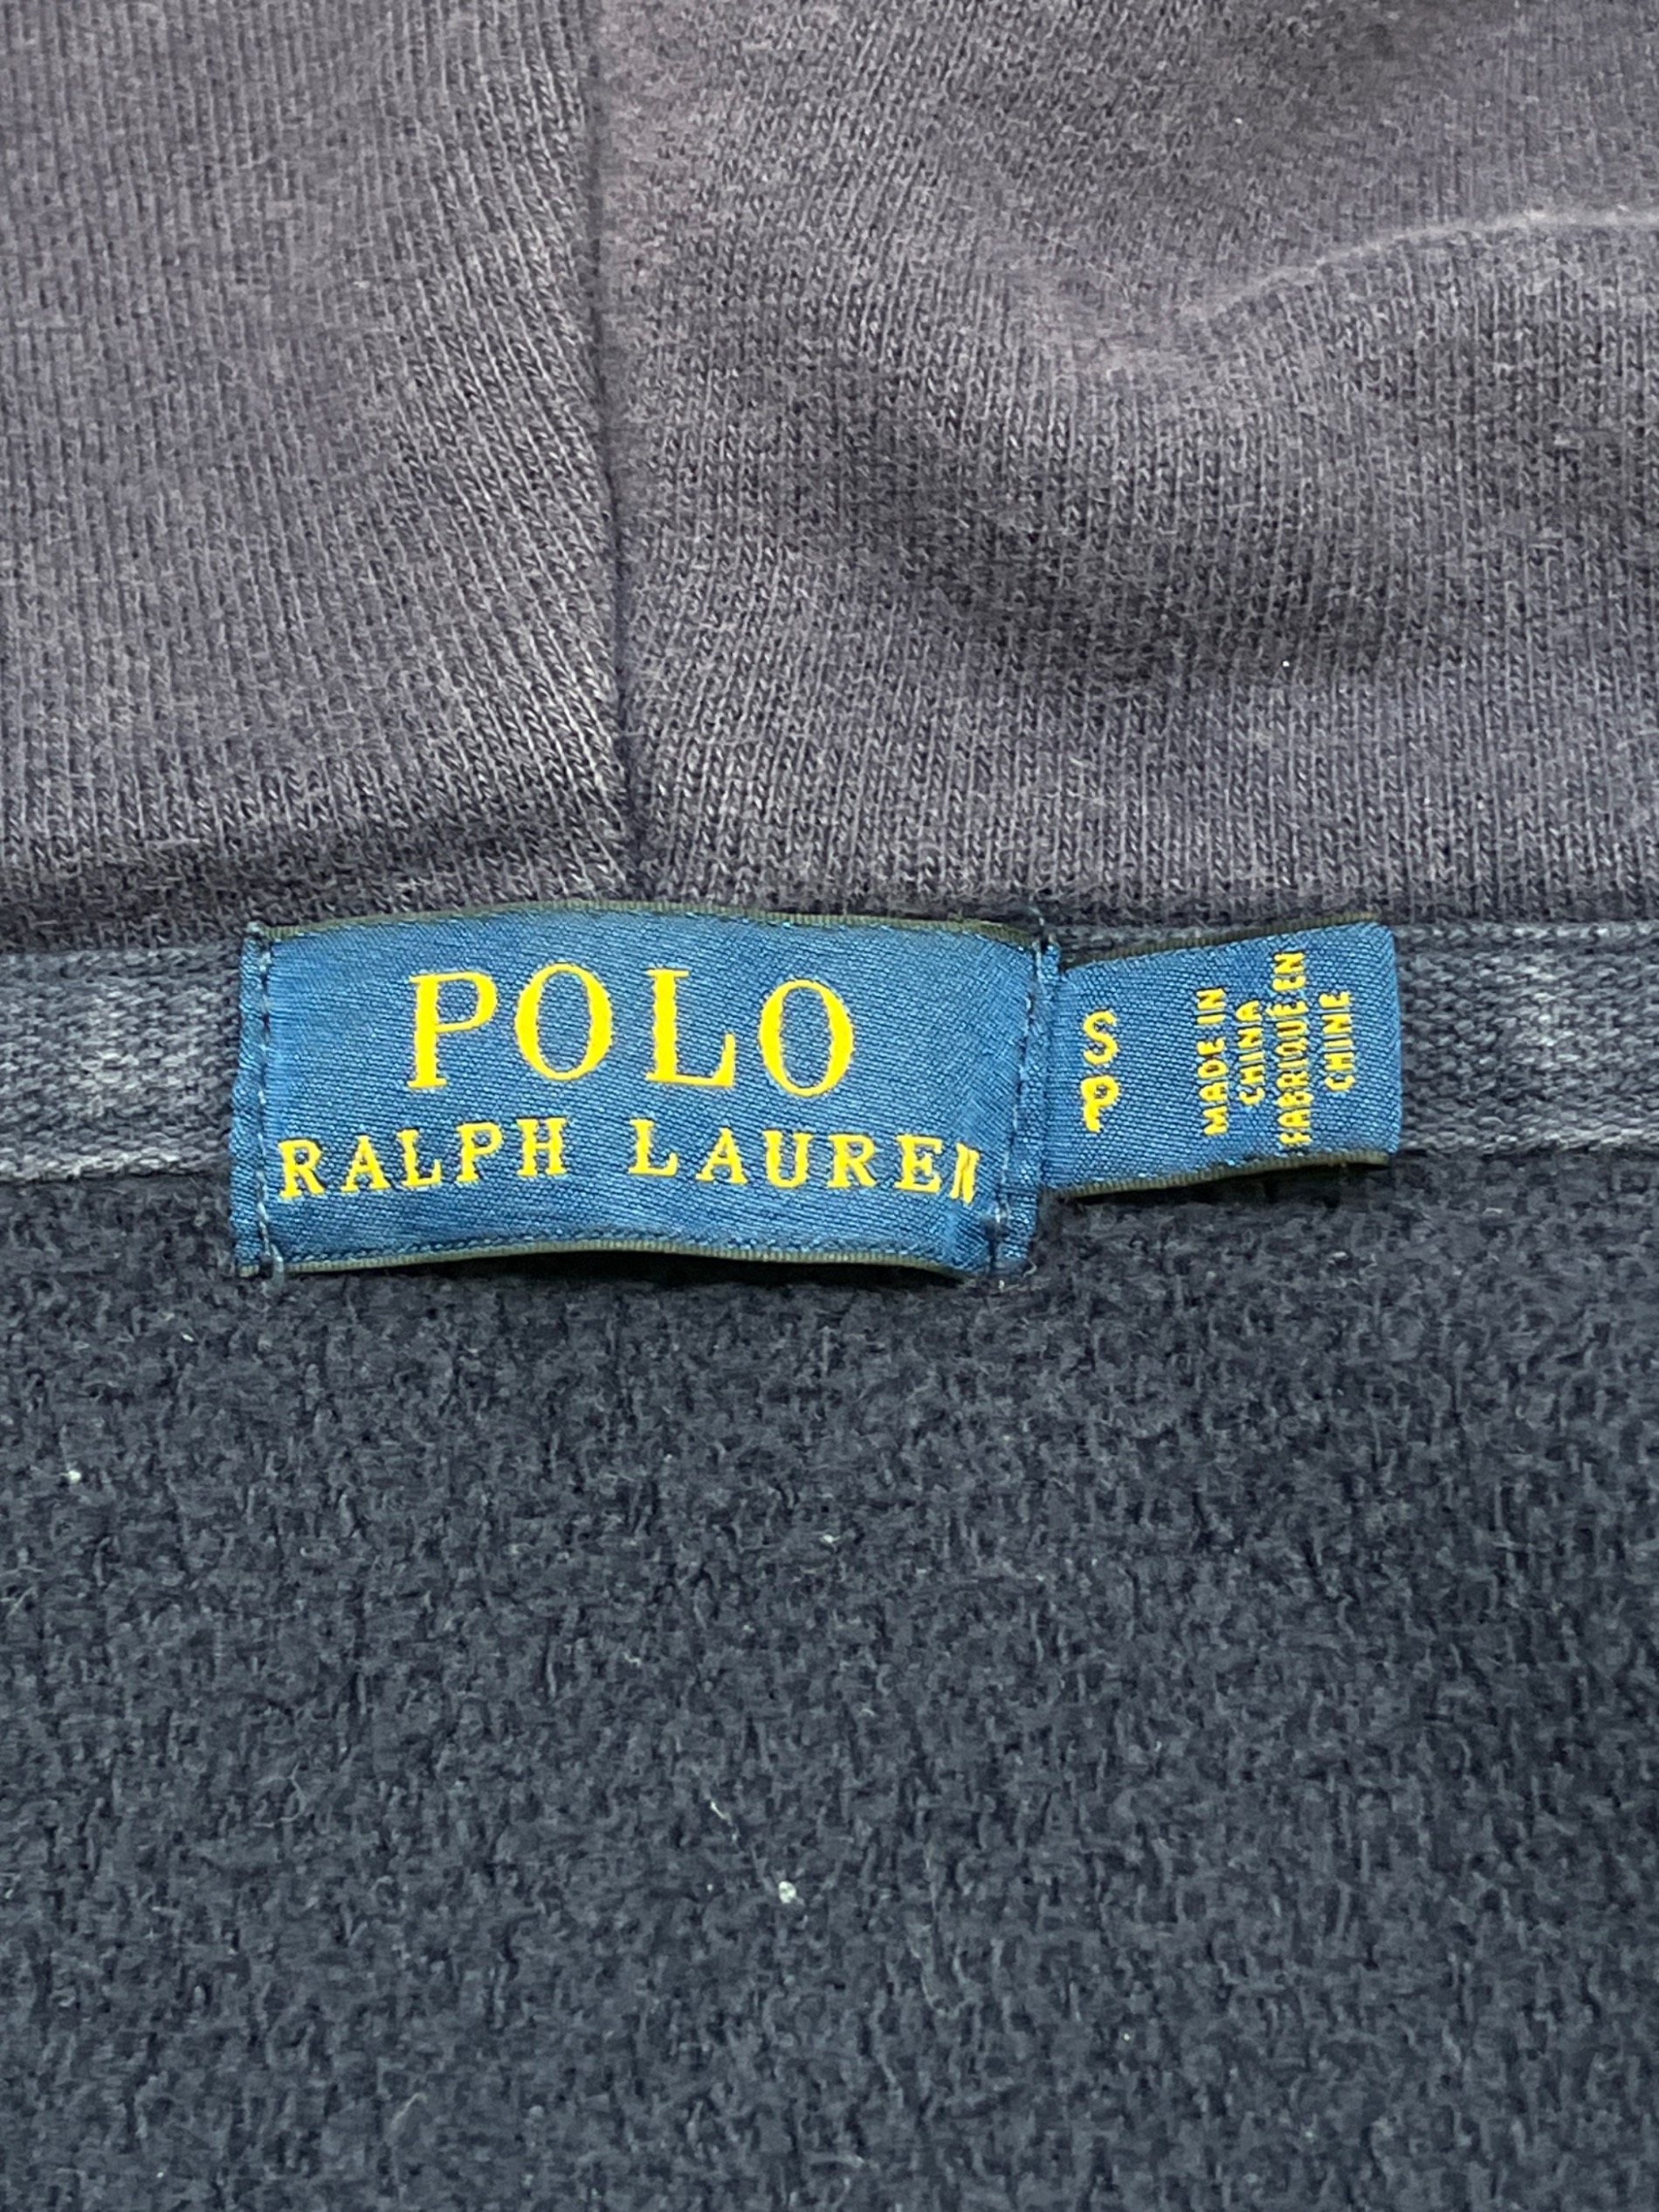 POLO
RALPH LAUREN
S
P
MADE IN
CHINA
FABRIQUÉ EN
CHINE